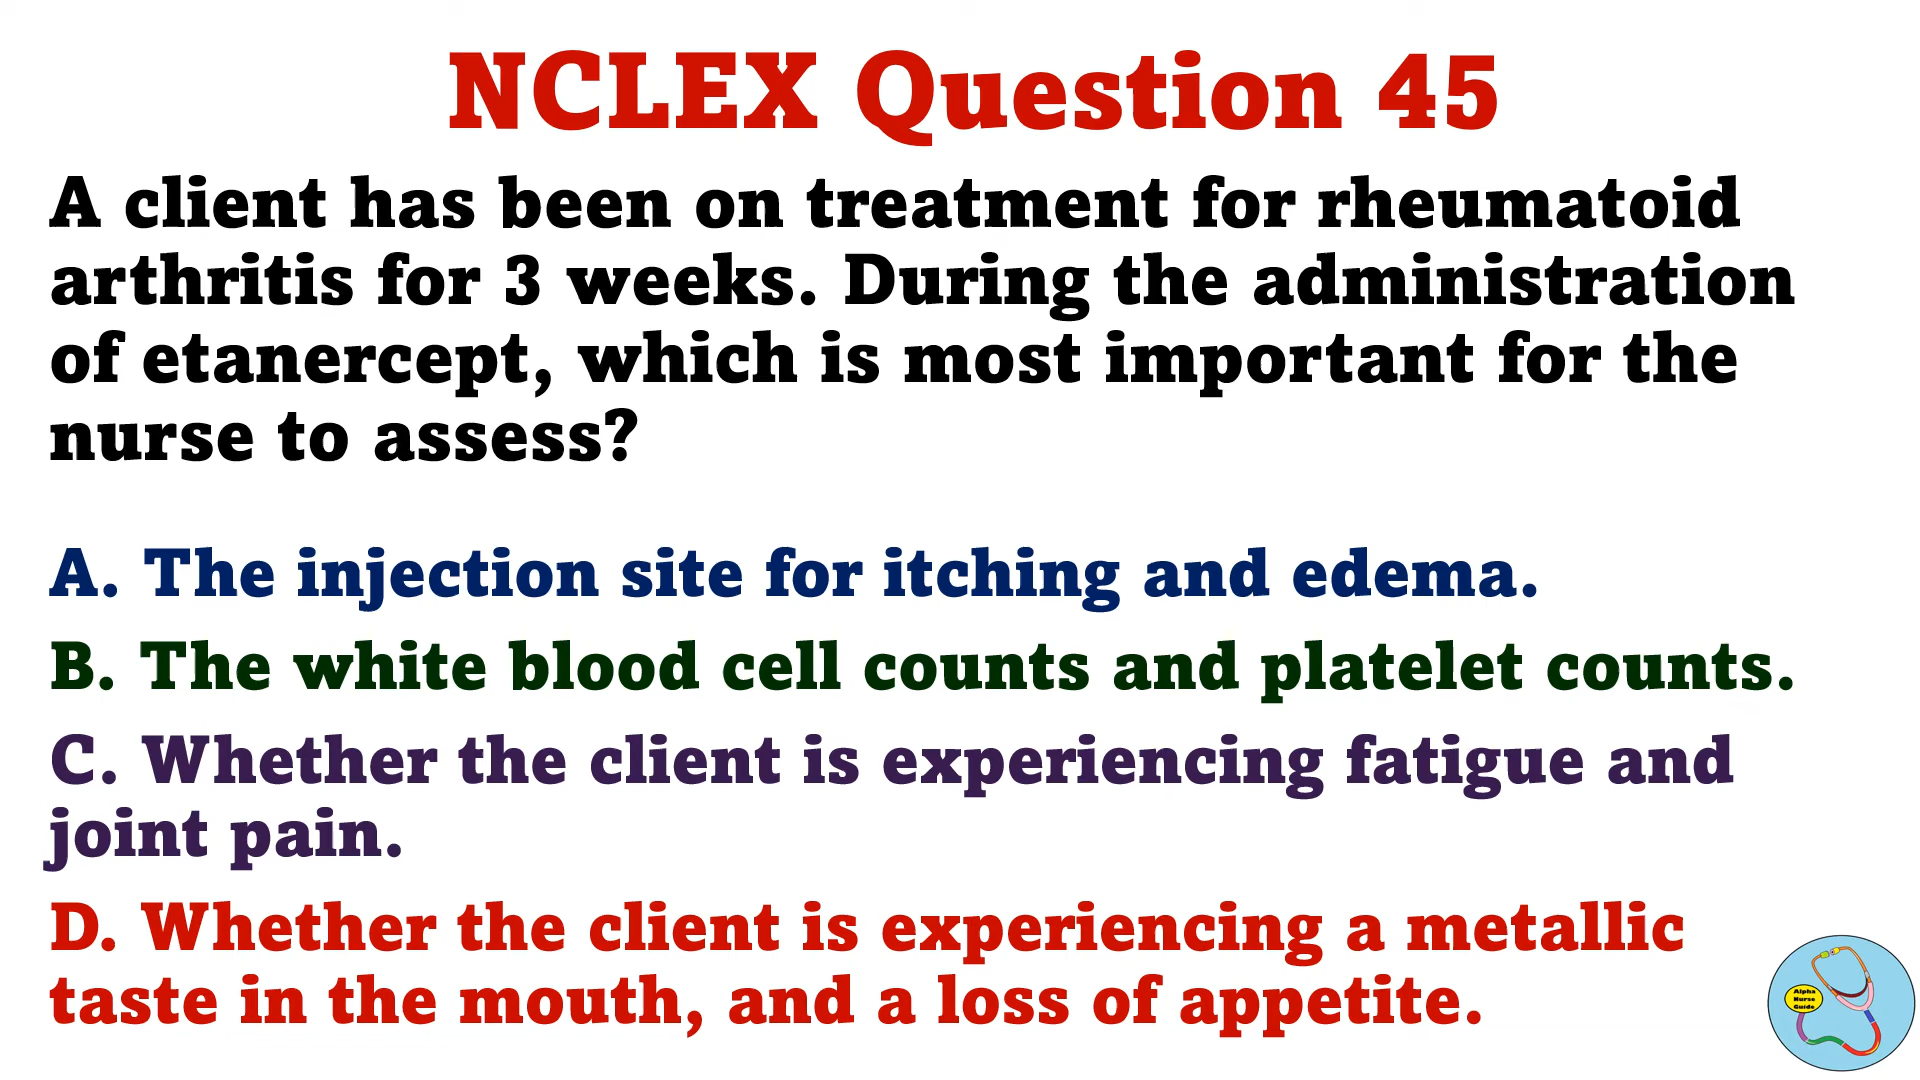 NCLEX Question 45
A client has been on treatment for rheumatoid
arthritis for 3 weeks. During the administration
of etanercept, which is most important for the
nurse to assess?
A. The injection site for itching and edema.
B. The white blood cell counts and platelet counts.
C. Whether the client is experiencing fatigue and
joint pain.
D. Whether the client is experiencing a metallic
taste in the mouth, and a loss of appetite.
Alpha
Nurse
Guide